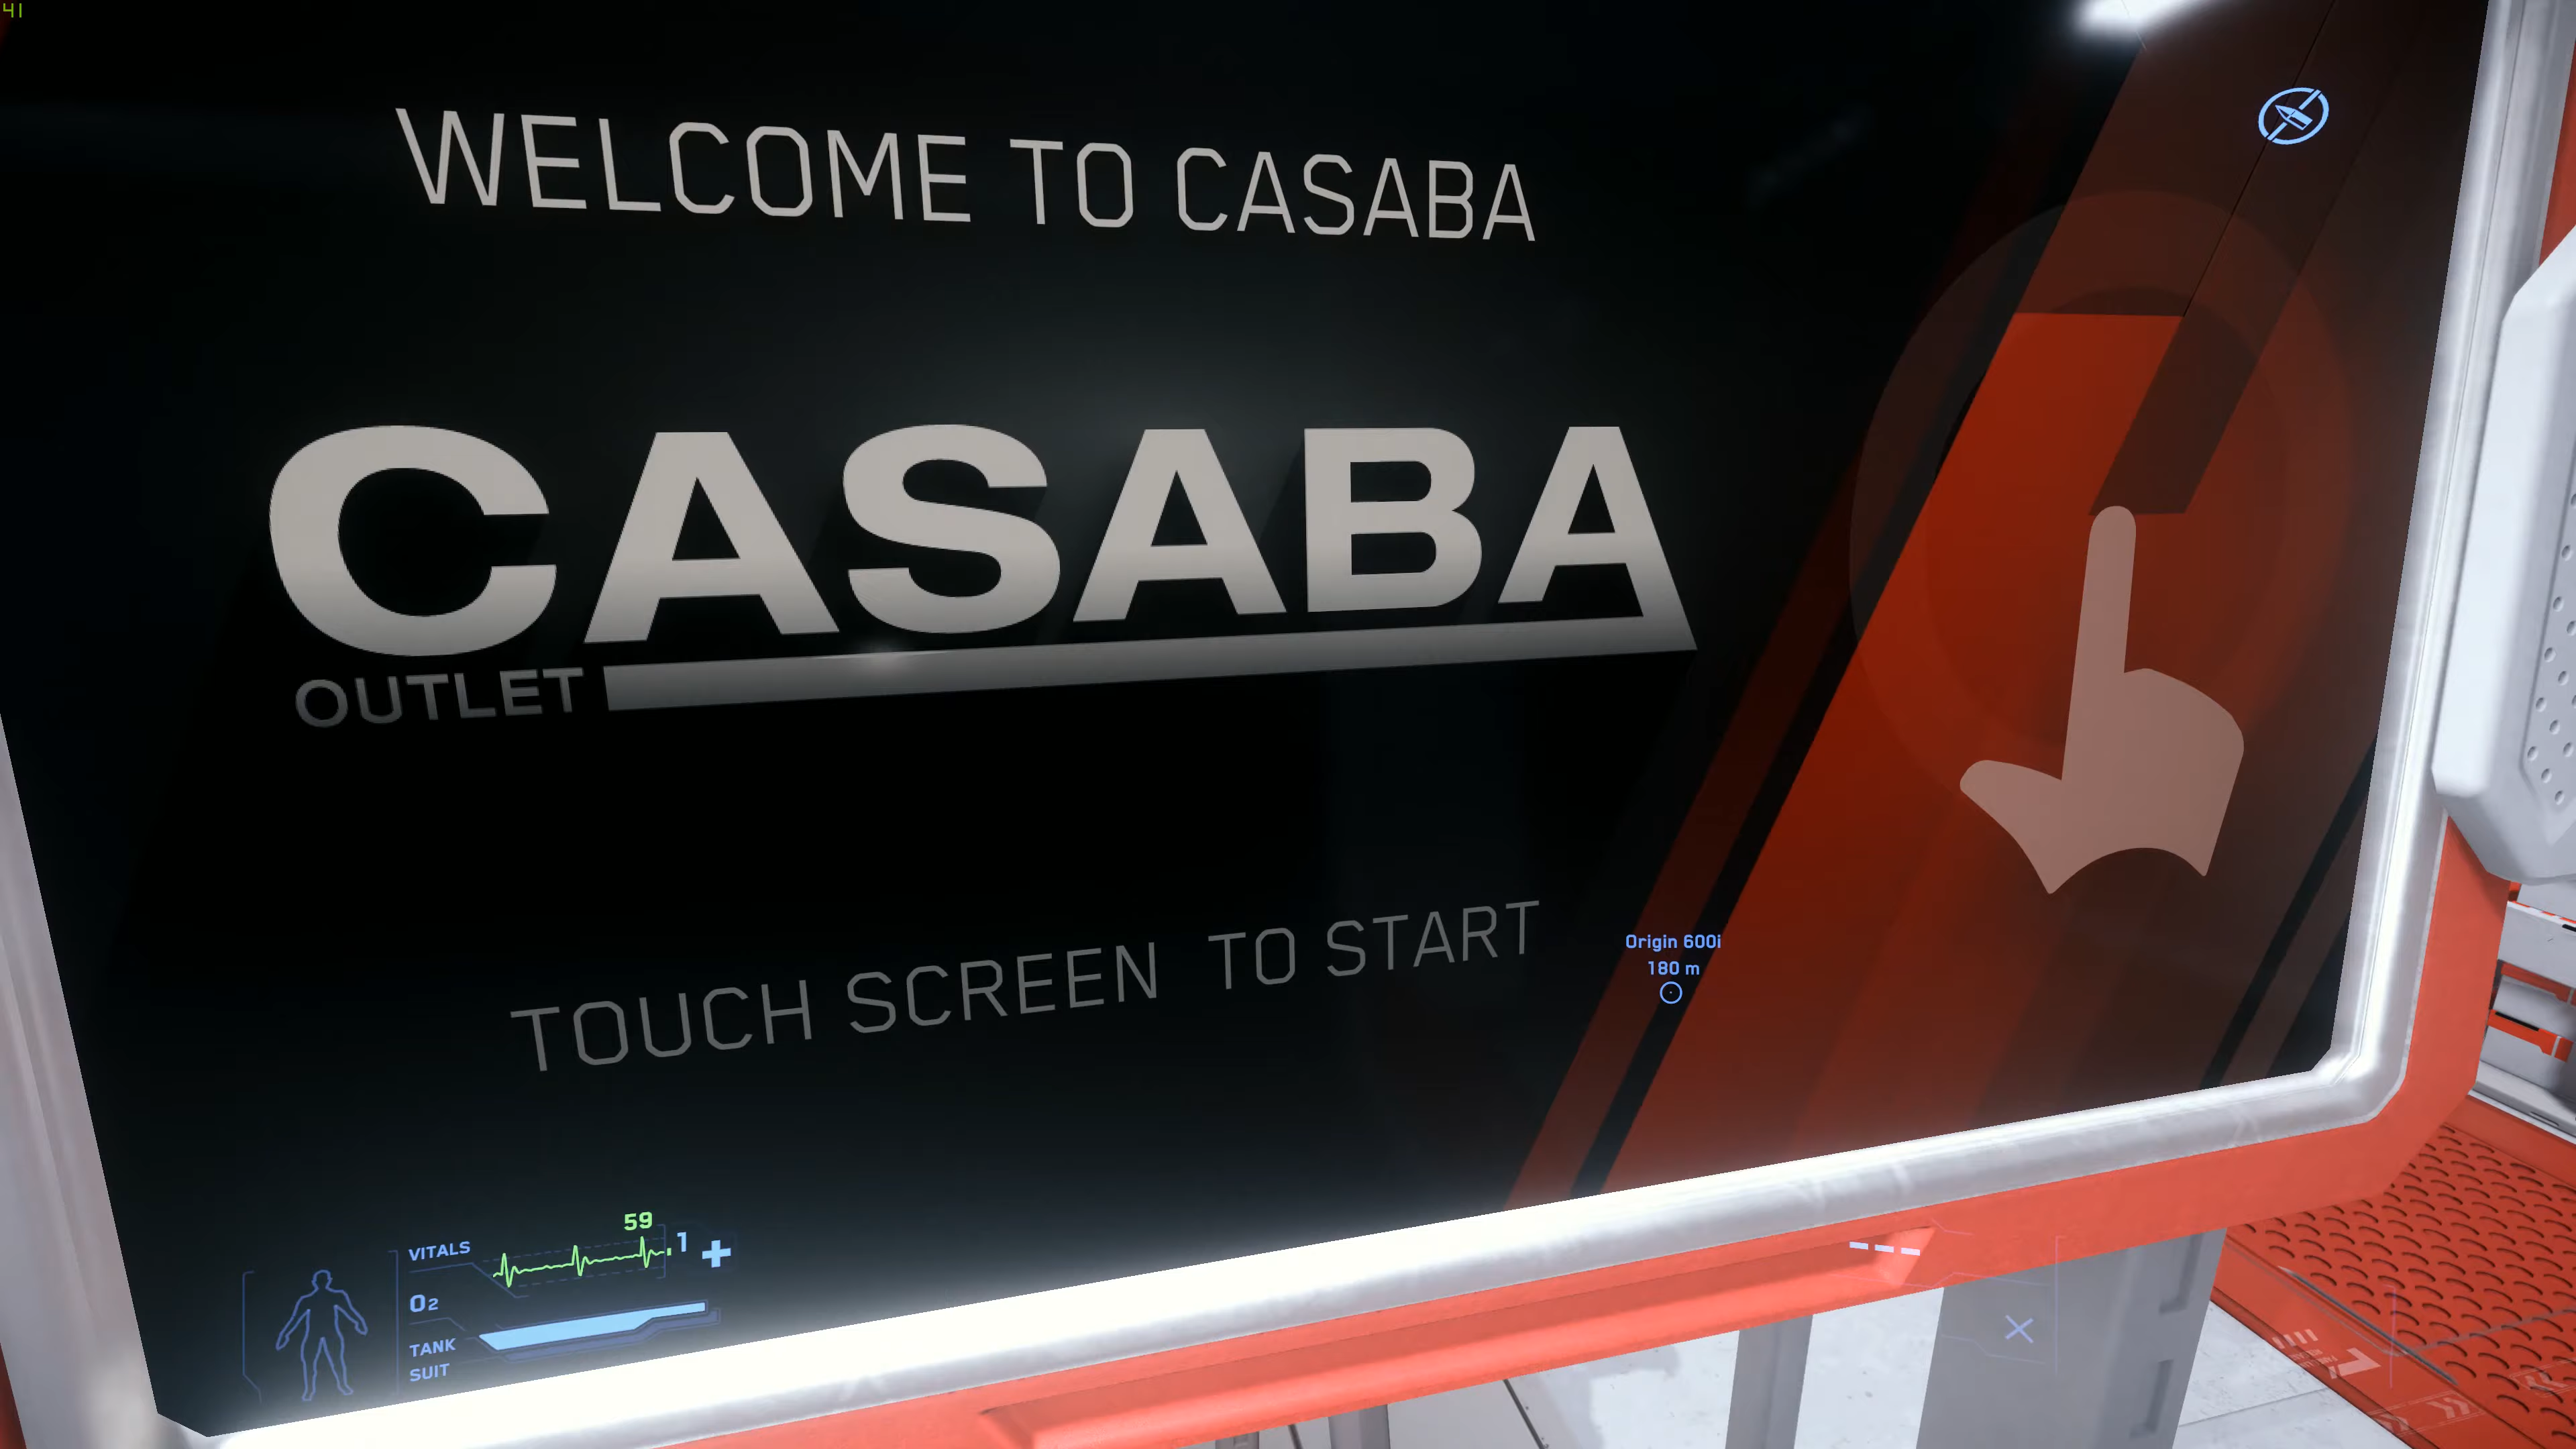 41
WELCOME TO CASABA
CASABA
OUTLET
TOUCH SCREEN TO START
Origin 600i
180 m
59
VITALS
1
O2
TANK
SUIT